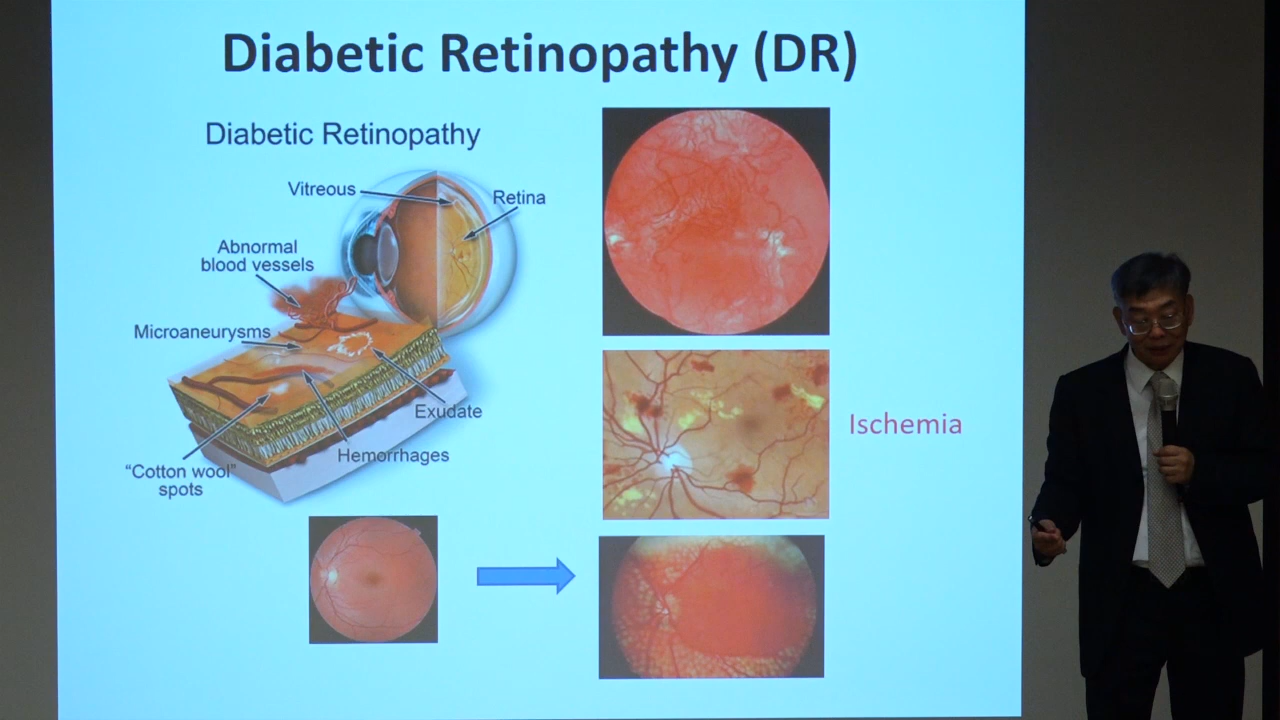 Diabetic Retinopathy (DR)
Diabetic Retinopathy
Vitreous
Retina
Abnormal
blood vessels
Microaneurysms
Exudate
Hemorrhages
"Cotton wool"
spots
Ischemia